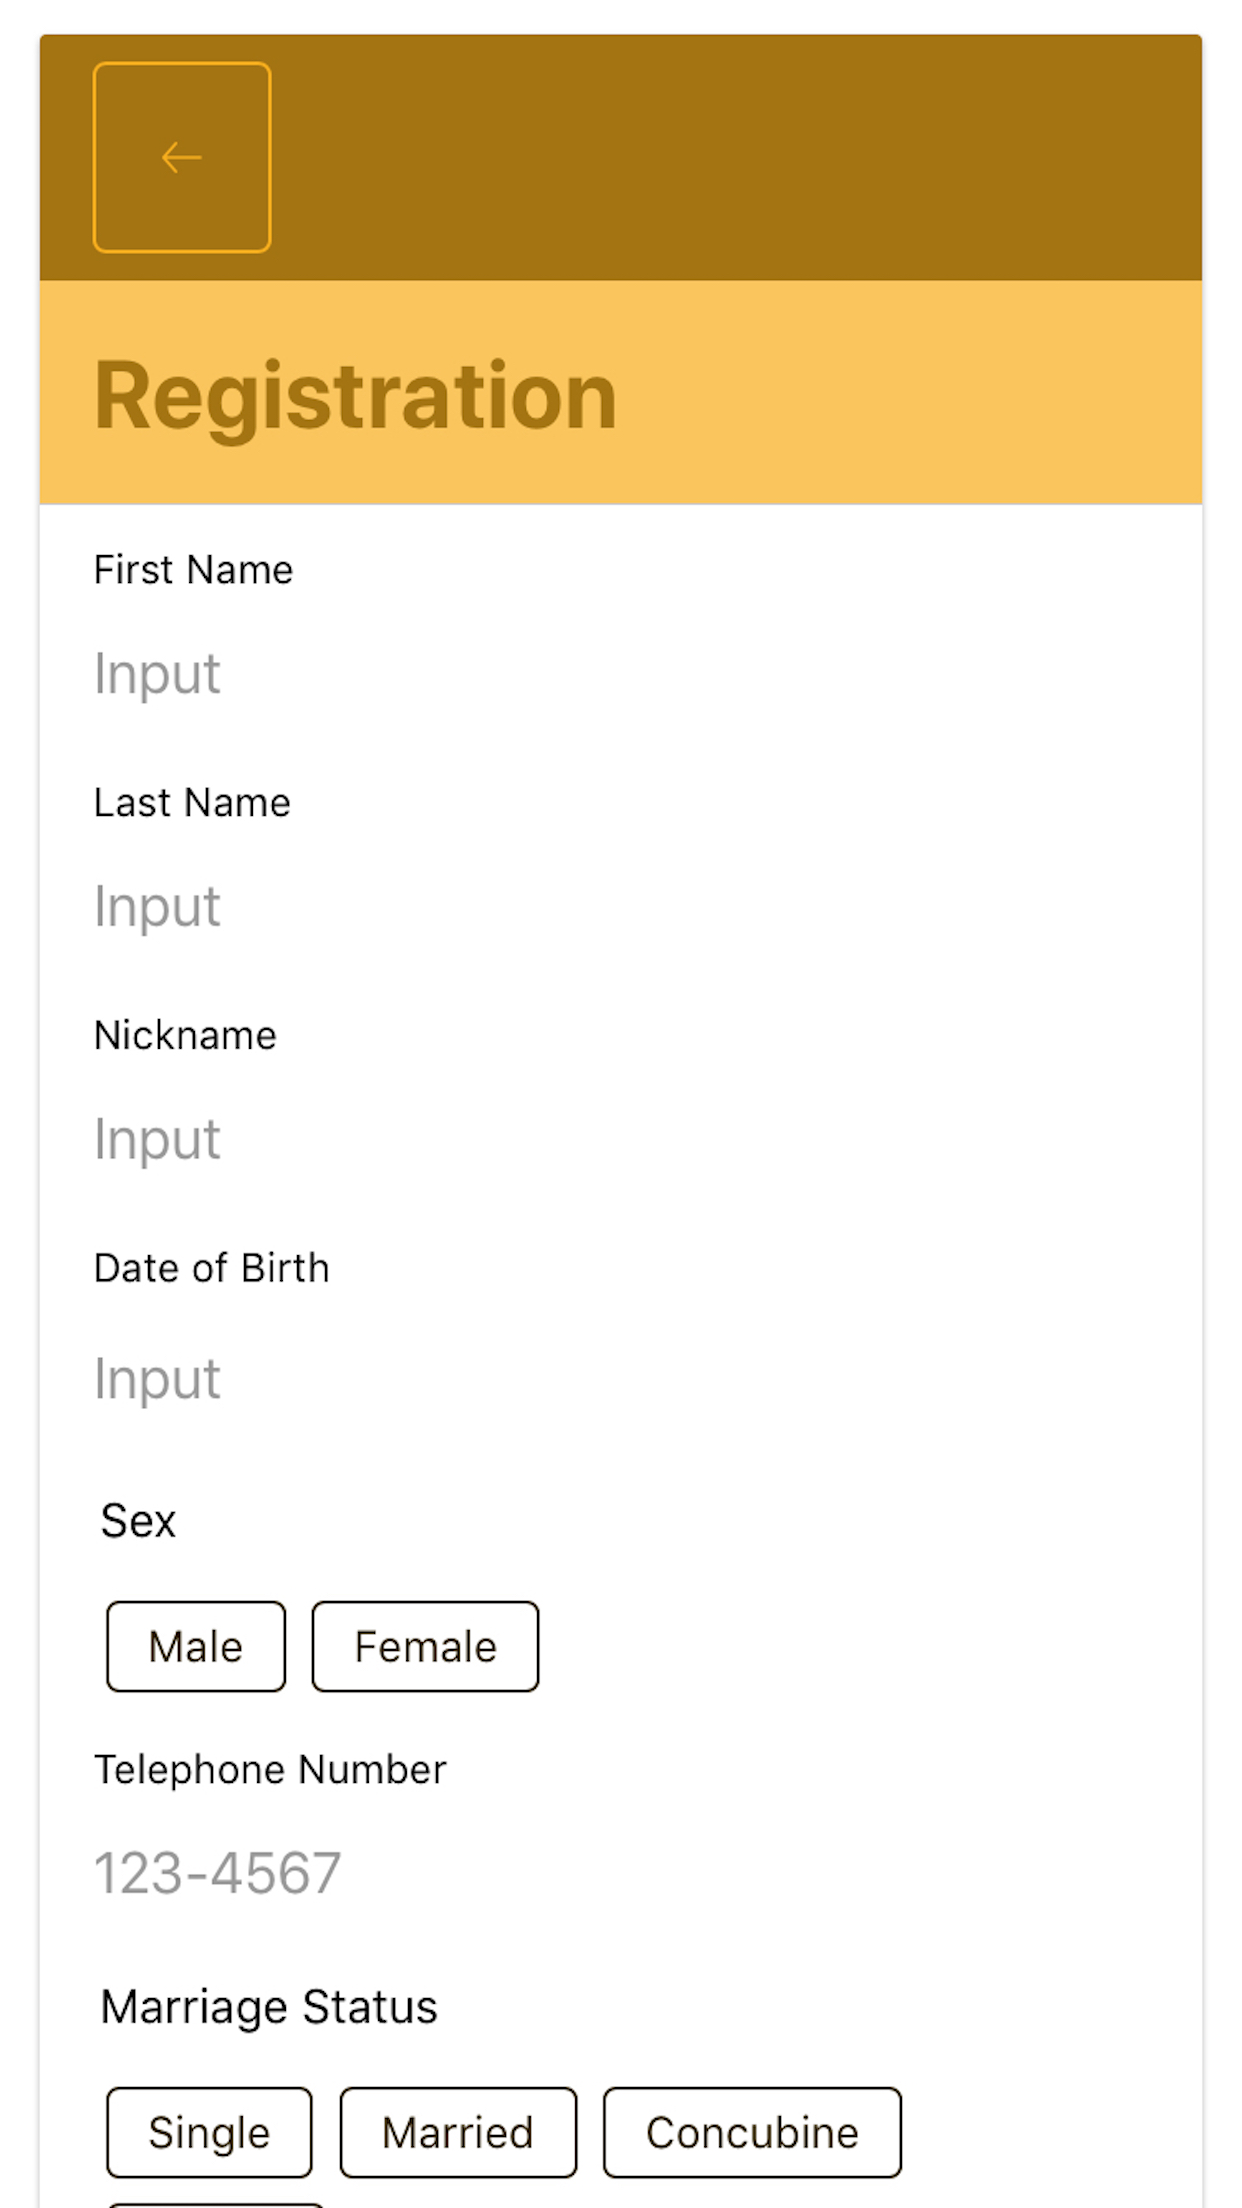 Registration
First Name
Input
Last Name
Input
Nickname
Input
Date of Birth
Input
Sex
Male Female
Telephone Number
123-4567
Marriage Status
Single Married Concubine